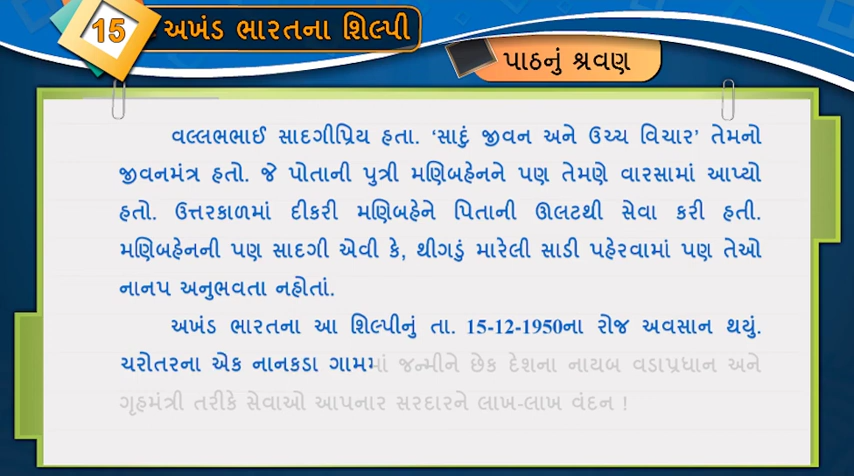 15 અખંડ ભારતના શિલ્પી
પાઠનું શ્રવણ
વલ્લભભાઈ સાદગીપ્રિય હતા. ‘સાદું જીવન અને ઉચ્ચ વિચાર’ તેમનો
જીવનમંત્ર હતો. જે પોતાની પુત્રી મણિબહેનને પણ તેમણે વારસામાં આપ્યો
હતો. ઉત્તરકાળમાં દીકરી મણિબહેને પિતાની ઊલટથી સેવા કરી હતી.
મણિબહેનની પણ સાદગી એવી કે, થીગડું મારેલી સાડી પહેરવામાં પણ તેઓ
નાનપ અનુભવતા નહોતાં.
અખંડ ભારતના આ શિલ્પીનું તા. 15-12-1950ના રોજ અવસાન થયું.
ચરોતરના એક નાનકડા ગામમાં જન્મીને છેક દેશના નાયબ વડાપ્રધાન અને
ગૃહમંત્રી તરીકે સેવાઓ આપનાર સરદારને લાખ-લાખ વંદન !